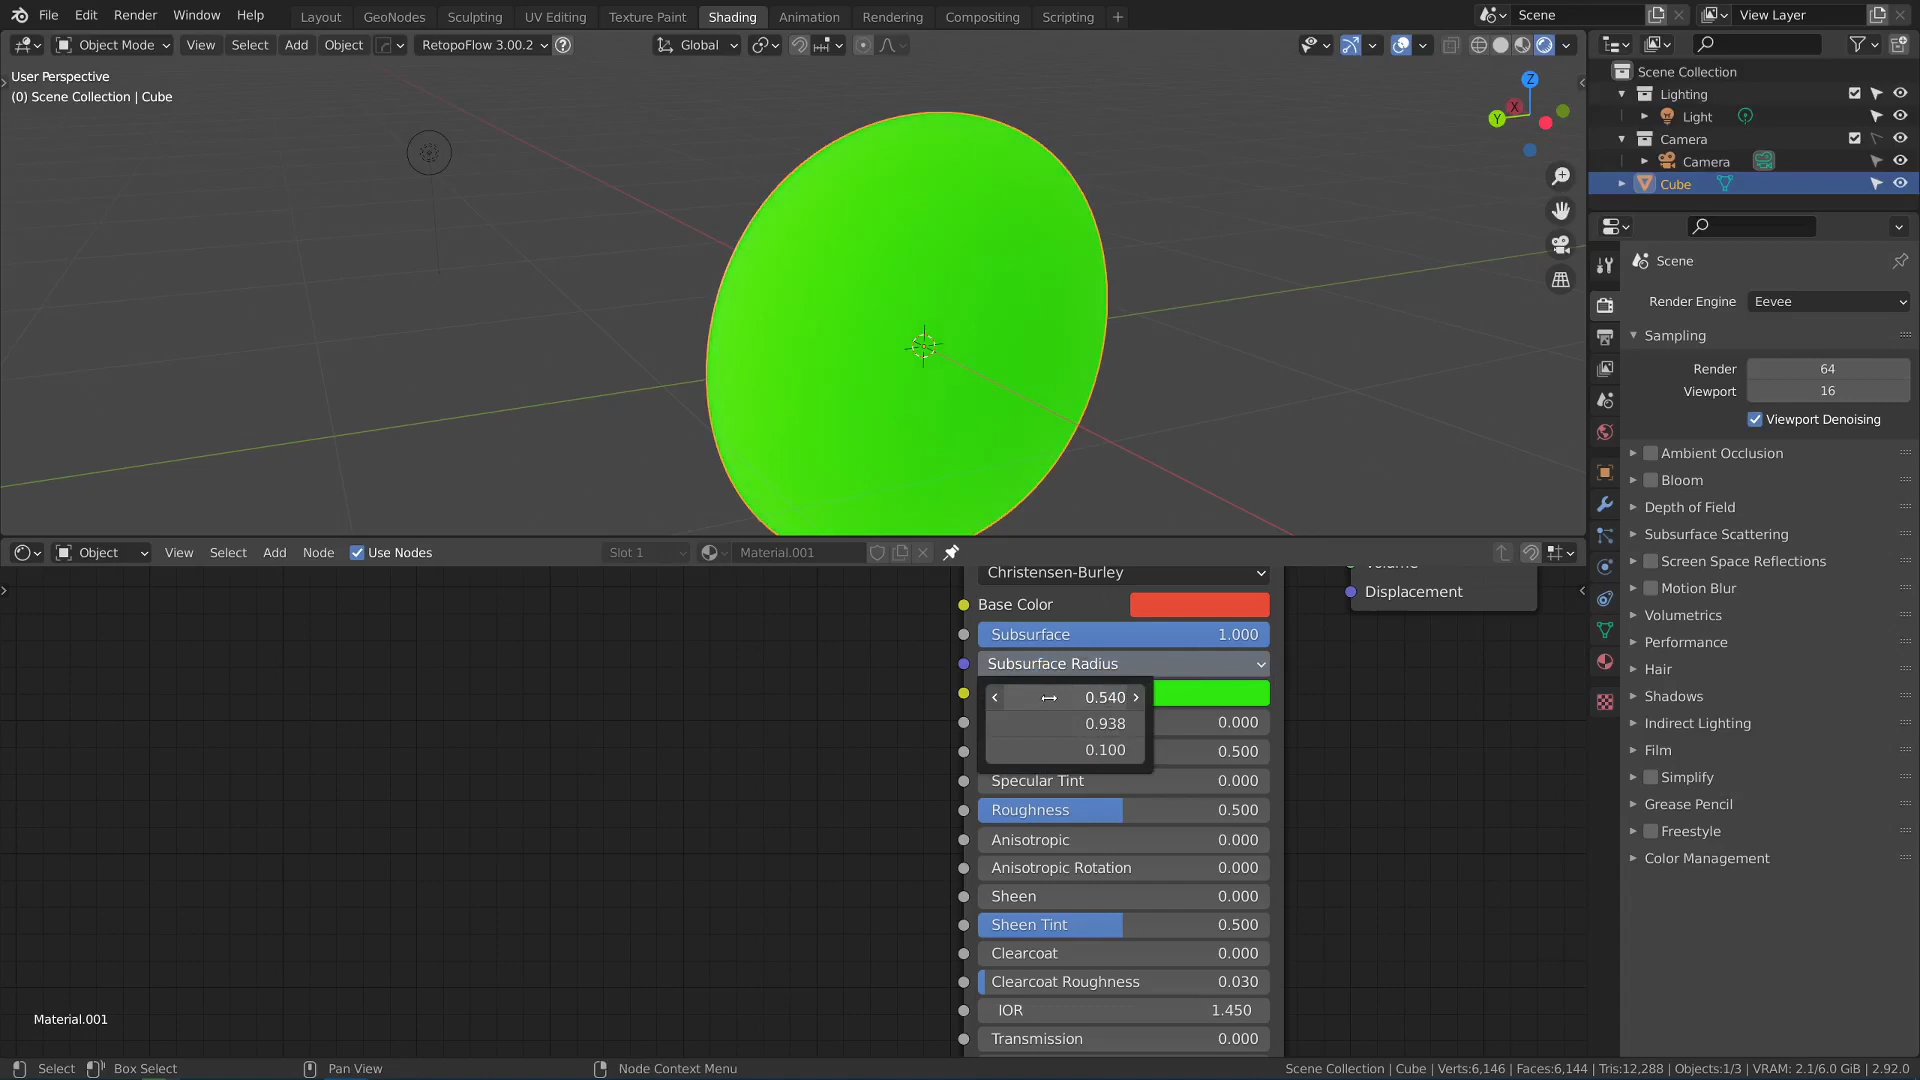 File Edit Render Window Help Layout GeoNodes Sculpting UV Editing Texture Paint Shading Animation Rendering Compositing Scripting + Scene View Layer
Object Mode View Select Add Object RetopoFlow 3.00.2 Global
User Perspective
(0) Scene Collection | Cube
Z
X
Y
Scene Collection
Lighting
Light
Camera
Camera
Cube
Scene
Render Engine Eevee
Sampling
Render 64
Viewport 16
Viewport Denoising
Ambient Occlusion
Bloom
Depth of Field
Subsurface Scattering
Screen Space Reflections
Motion Blur
Volumetrics
Performance
Hair
Shadows
Indirect Lighting
Film
Simplify
Grease Pencil
Freestyle
Color Management
Object View Select Add Node Use Nodes Slot 1 Material.001
Christensen-Burley
Base Color
Subsurface 1.000
Subsurface Radius
0.540
0.938
0.100
0.000
0.500
Specular Tint 0.000
Roughness 0.500
Anisotropic 0.000
Anisotropic Rotation 0.000
Sheen 0.000
Sheen Tint 0.500
Clearcoat 0.000
Clearcoat Roughness 0.030
IOR 1.450
Transmission 0.000
Volume
Displacement
Material.001
Select Box Select Pan View Node Context Menu Scene Collection | Cube | Verts:6,146 | Faces:6,144 | Tris:12,288 | Objects:1/3 | VRAM: 2.1/6.0 GiB | 2.92.0